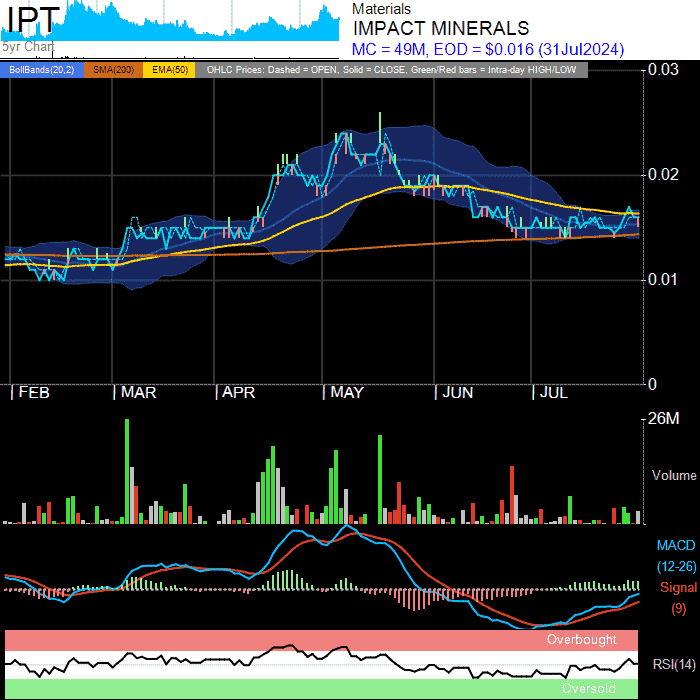 IPT
5yr Chart
Materials
IMPACT MINERALS
MC = 49M, EOD = $0.016 (31Jul2024)
BollBands(20,2) SMA(200) EMA(50) OHLC Prices: Dashed = OPEN, Solid = CLOSE, Green/Red bars = Intra-day HIGH/LOW
0.03
0.02
0.01
0
FEB MAR APR MAY JUN JUL
26M
Volume
MACD
(12-26)
Signal
(9)
Overbought
RSI(14)
Oversold